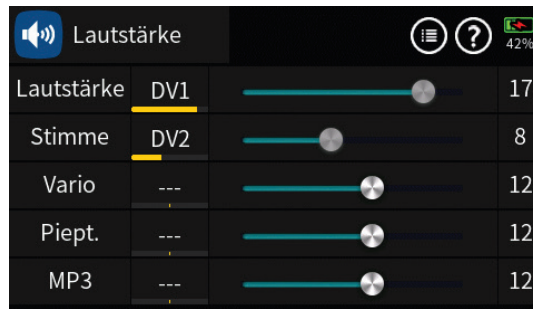 Lautstärke
?
42%
Lautstärke DV1 17
Stimme DV2 8
Vario --- 12
Piept. --- 12
MP3 --- 12